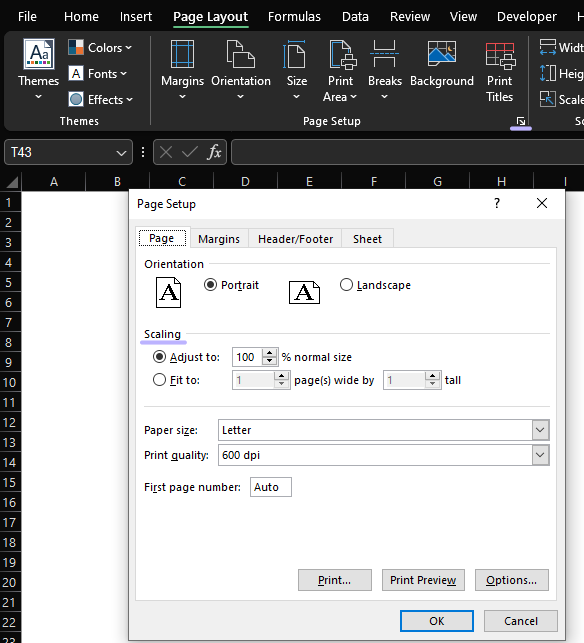 File Home Insert Page Layout Formulas Data Review View Developer
Aa
Themes
Colors
A Fonts
Effects
Margins
Orientation
Size
Print
Area
Breaks
Background
Print
Titles
Themes
Page Setup
T43
fx
A B C D E F G H I
1
2
3
4
5
6
7
8
9
10
11
12
13
14
15
16
17
18
19
20
21
22
23
Page Setup ? 
Page Margins Header/Footer Sheet
Orientation
A Portrait A Landscape
Scaling
Adjust to: 100 % normal size
Fit to: 1 page(s) wide by 1 tall
Paper size: Letter
Print quality: 600 dpi
First page number: Auto
Print... Print Preview Options...
OK Cancel